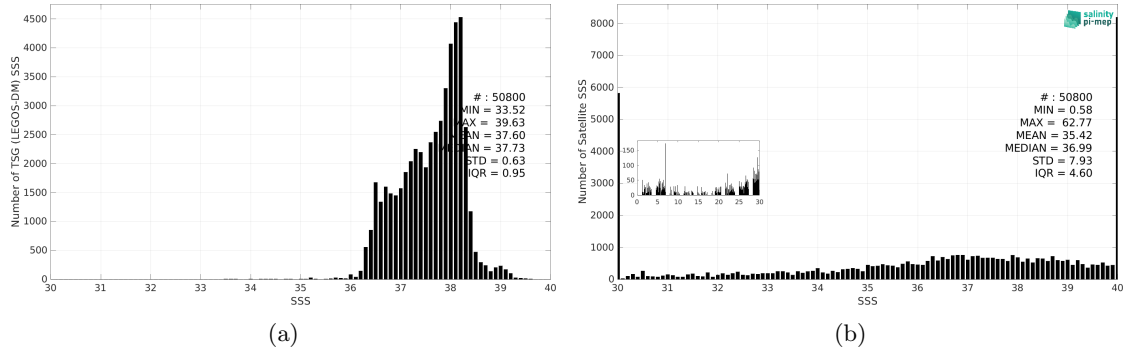 4500
4000
3500
3000
2500
2000
1500
1000
500
0
Number of TSG (LEGOS-DM) SSS
# : 50800
MIN = 33.52
MAX = 39.63
MEAN = 37.60
MEDIAN = 37.73
STD = 0.63
IQR = 0.95
30 31 32 33 34 35 36 37 38 39 40
SSS
(a)
salinity
pi-mep
8000
7000
6000
5000
4000
3000
2000
1000
0
Number of Satellite SSS
# : 50800
MIN = 0.58
MAX = 62.77
MEAN = 35.42
MEDIAN = 36.99
STD = 7.93
IQR = 4.60
150
100
50
0
0 5 10 15 20 25 30
30 31 32 33 34 35 36 37 38 39 40
SSS
(b)